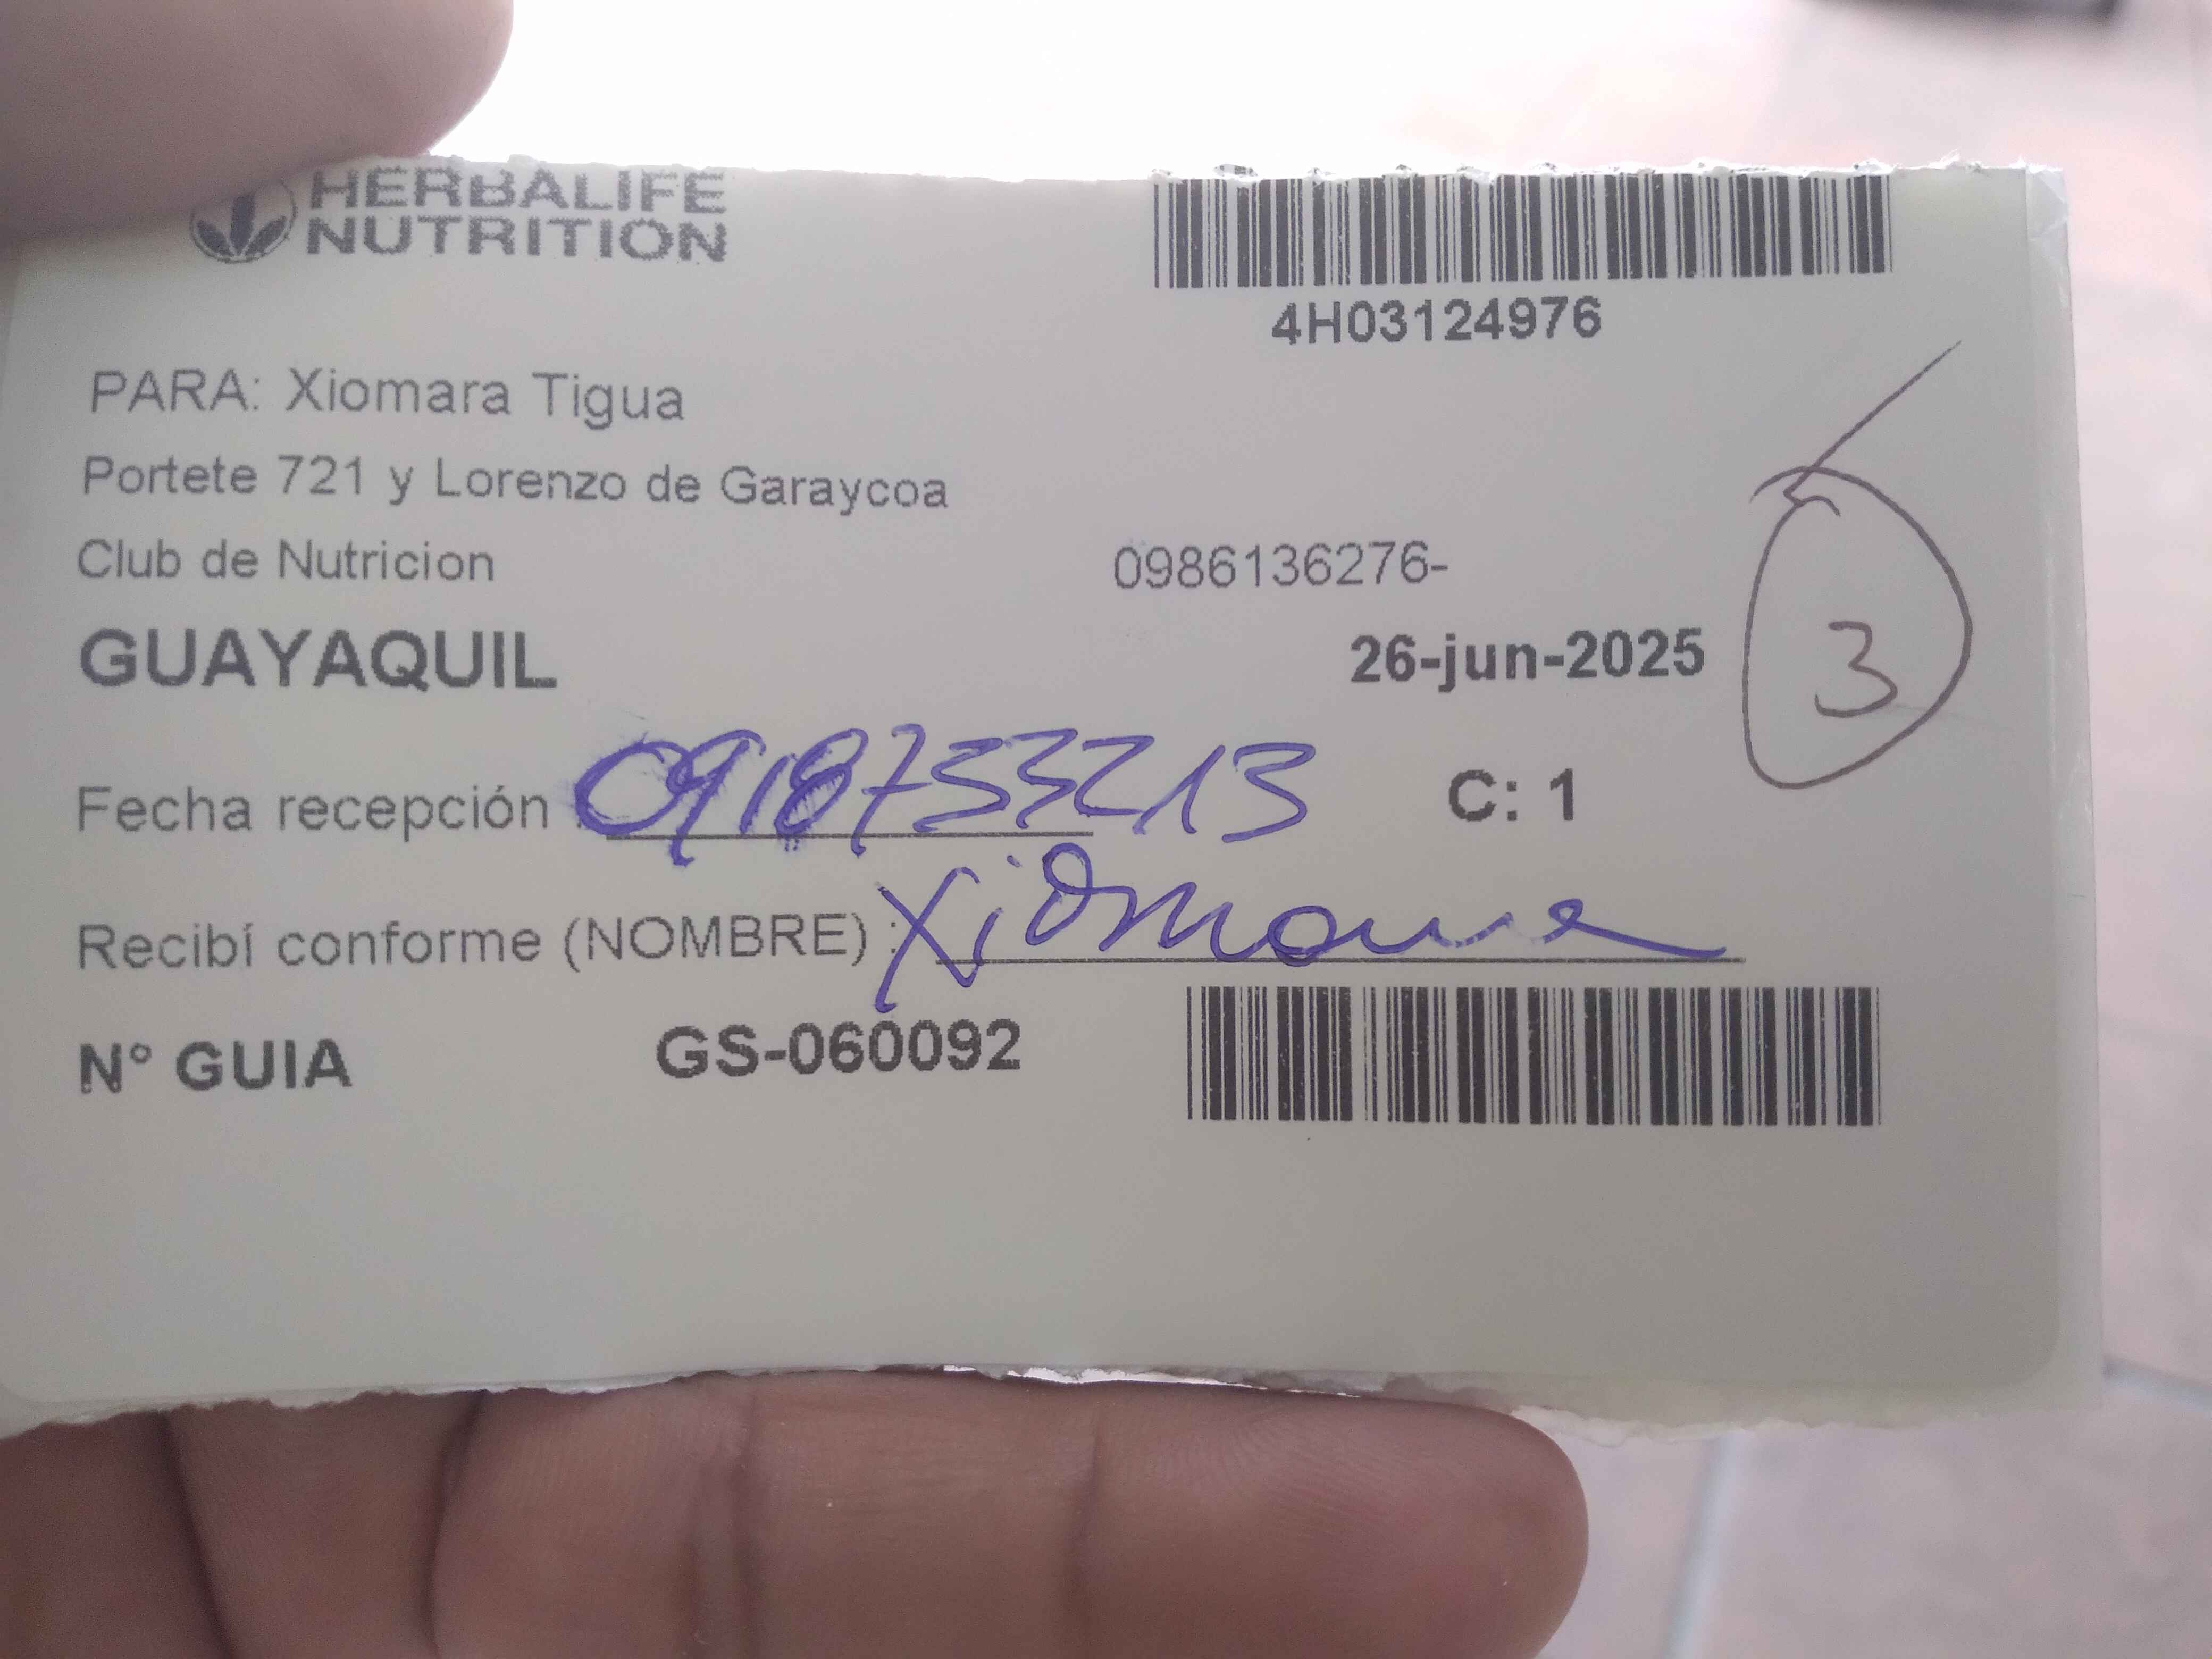 HERBALIFE
NUTRITION
4H03124976
PARA: Xiomara Tigua
Portete 721 y Lorenzo de Garaycoa
Club de Nutricion
0986136276-
GUAYAQUIL
26-jun-2025
3
Fecha recepción : 0918733213
C: 1
Recibí conforme (NOMBRE) : Xiomara
N° GUIA
GS-060092